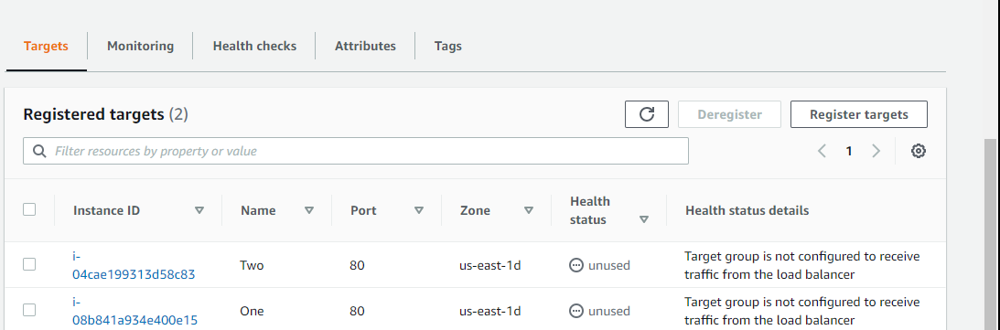 Targets Monitoring Health checks Attributes Tags
Registered targets (2) Deregister Register targets
Filter resources by property or value 1
Instance ID Name Port Zone Health status Health status details
i-04cae199313d58c83 Two 80 us-east-1d unused Target group is not configured to receive
traffic from the load balancer
i-08b841a934e400e15 One 80 us-east-1d unused Target group is not configured to receive
traffic from the load balancer